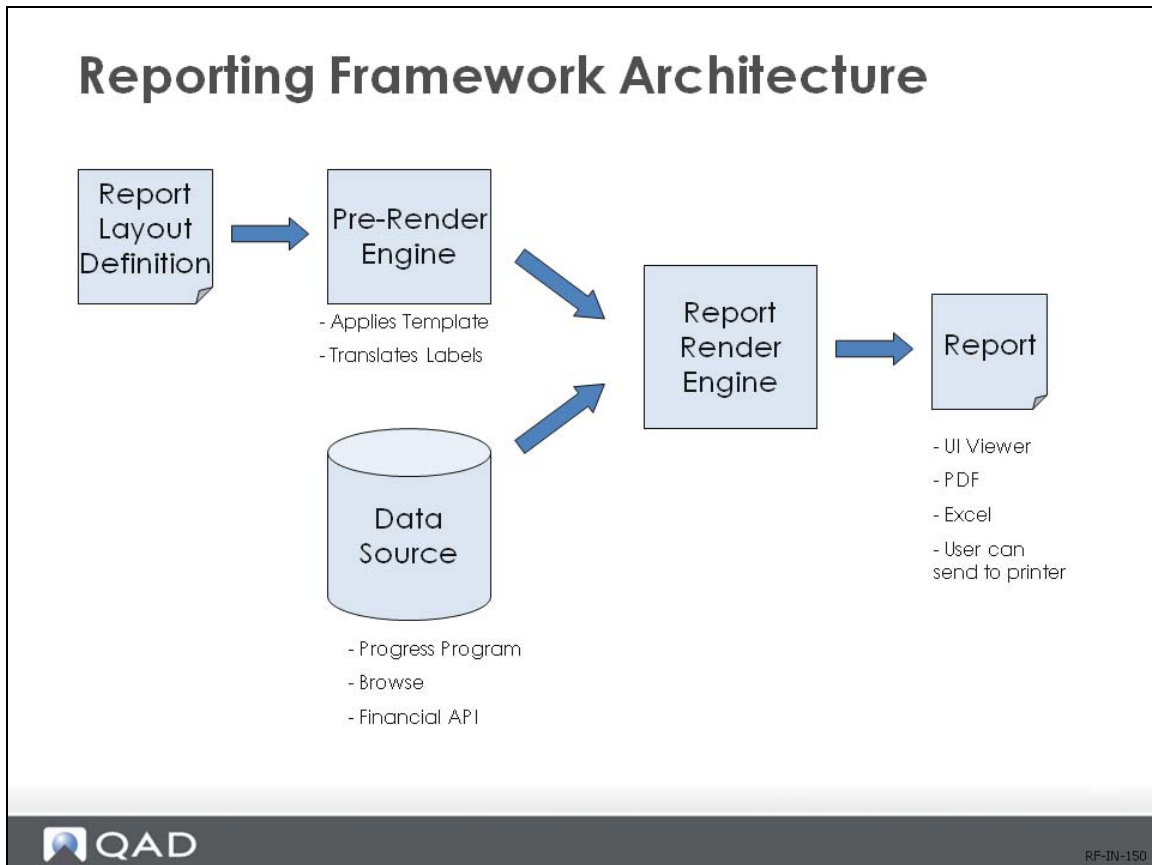 Reporting Framework Architecture
Report
Layout
Definition
Pre-Render
Engine
- Applies Template
- Translates Labels
Data
Source
- Progress Program
- Browse
- Financial API
Report
Render
Engine
Report
- UI Viewer
- PDF
- Excel
- User can
send to printer
QAD
RF-IN-150